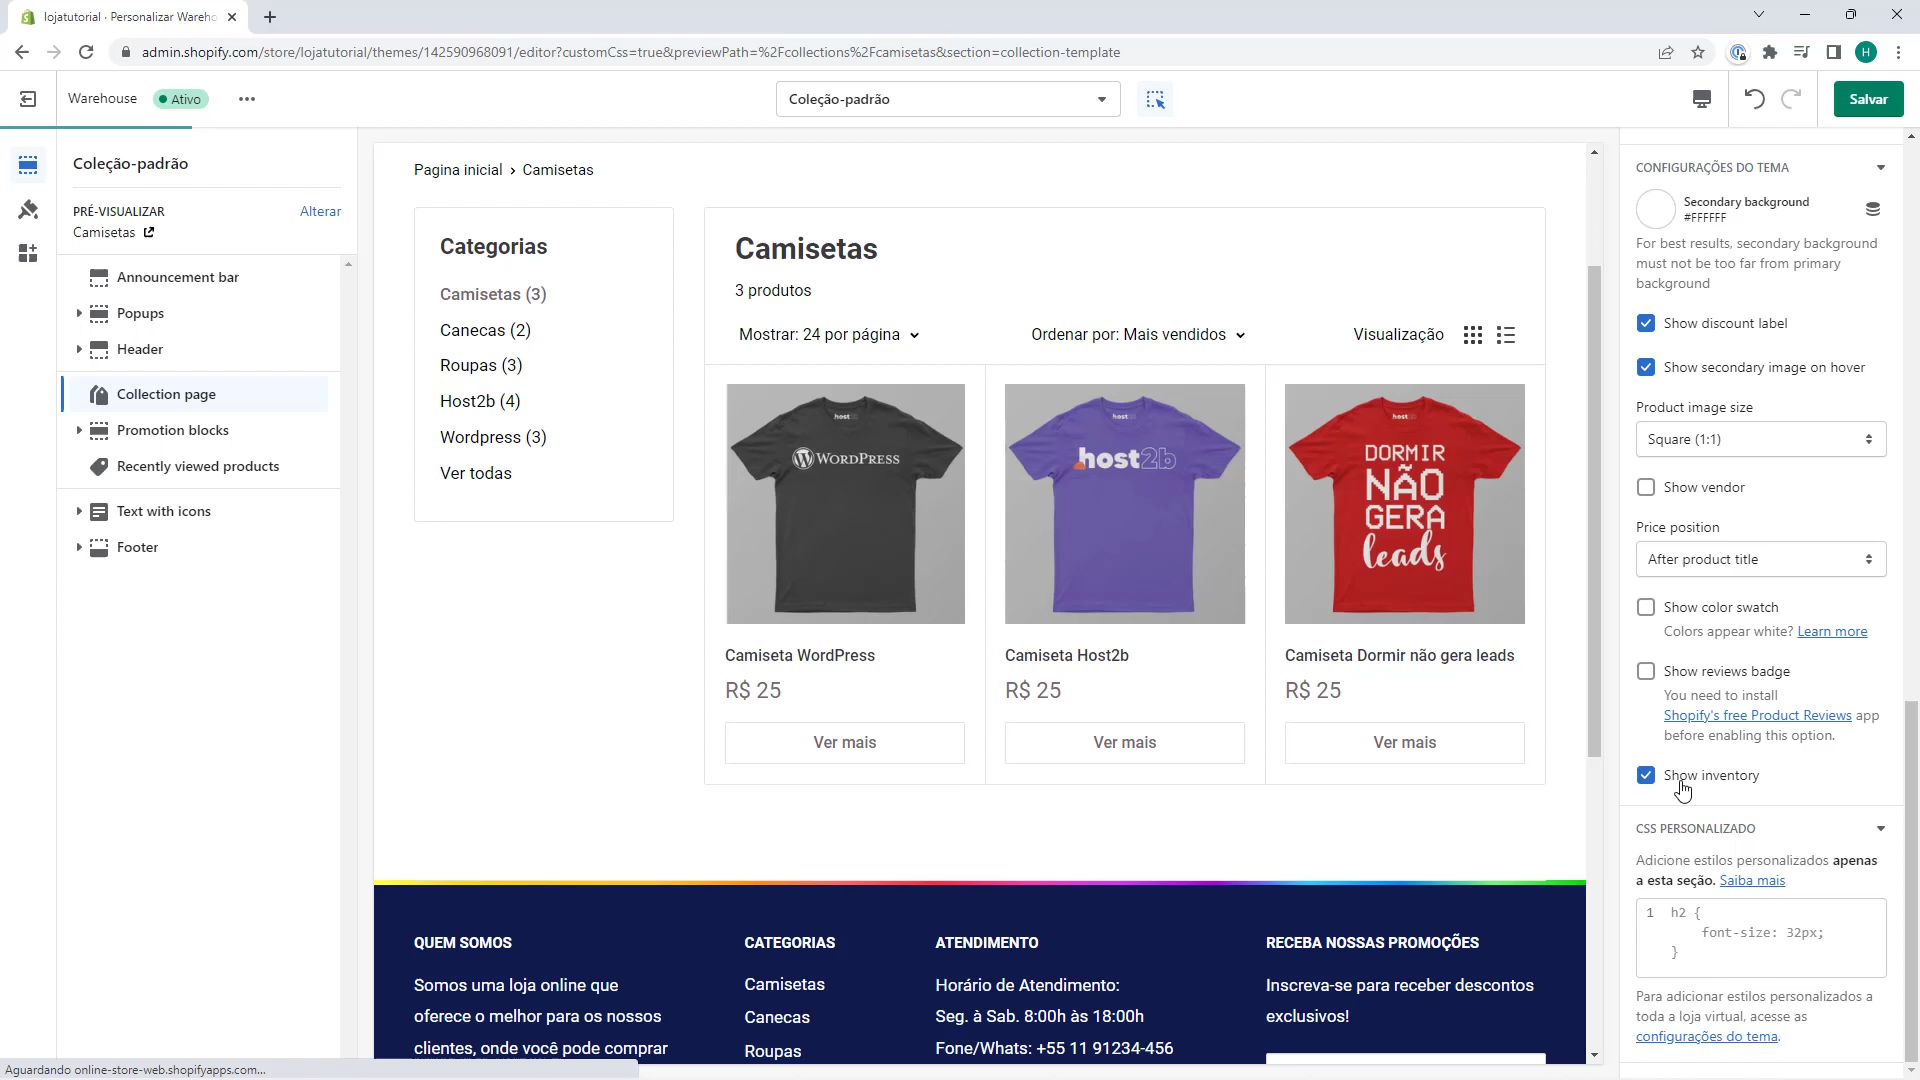 lojatutorial · Personalizar Wareho
admin.shopify.com/store/lojatutorial/themes/142590968091/editor?customCss=true&previewPath=%2Fcollections%2Fcamisetas&section=collection-template
H
Warehouse
Ativo
Coleção-padrão
Salvar
Coleção-padrão
PRÉ-VISUALIZAR
Alterar
Camisetas
Announcement bar
Popups
Header
Collection page
Promotion blocks
Recently viewed products
Text with icons
Footer
Pagina inicial › Camisetas
Categorias
Camisetas (3)
Canecas (2)
Roupas (3)
Host2b (4)
Wordpress (3)
Ver todas
Camisetas
3 produtos
Mostrar: 24 por página
Ordenar por: Mais vendidos
Visualização
host2b
WORDPRESS
host2b
host2b
host2b
DORMIR
NÃO
GERA
leads
Camiseta WordPress
R$ 25
Ver mais
Camiseta Host2b
R$ 25
Ver mais
Camiseta Dormir não gera leads
R$ 25
Ver mais
QUEM SOMOS
Somos uma loja online que
oferece o melhor para os nossos
clientes, onde você pode comprar
CATEGORIAS
Camisetas
Canecas
Roupas
ATENDIMENTO
Horário de Atendimento:
Seg. à Sab. 8:00h às 18:00h
Fone/Whats: +55 11 91234-456
RECEBA NOSSAS PROMOÇÕES
Inscreva-se para receber descontos
exclusivos!
CONFIGURAÇÕES DO TEMA
Secondary background
#FFFFFF
For best results, secondary background
must not be too far from primary
background
Show discount label
Show secondary image on hover
Product image size
Square (1:1)
Show vendor
Price position
After product title
Show color swatch
Colors appear white? Learn more
Show reviews badge
You need to install
Shopify's free Product Reviews app
before enabling this option.
Show inventory
CSS PERSONALIZADO
Adicione estilos personalizados apenas
a esta seção. Saiba mais
1 h2 {
font-size: 32px;
}
Para adicionar estilos personalizados a
toda a loja virtual, acesse as
configurações do tema.
Aguardando online-store-web.shopifyapps.com...